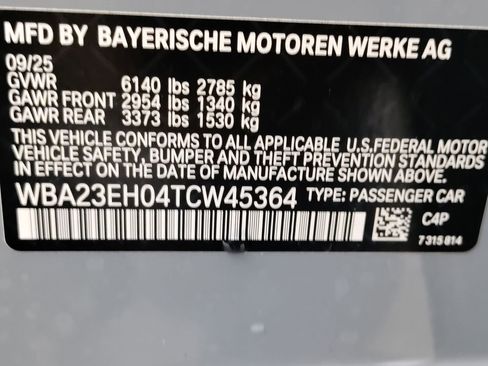 MFD BY BAYERISCHE MOTOREN WERKE AG
09/25
GVWR 6140 lbs 2785 kg
GAWR FRONT 2954 lbs 1340 kg
GAWR REAR 3373 lbs 1530 kg
THIS VEHICLE CONFORMS TO ALL APPLICABLE U.S.FEDERAL MOTOR
VEHICLE SAFETY, BUMPER AND THEFT PREVENTION STANDARDS
IN EFFECT ON THE DATE OF MANUFACTURE SHOWN ABOVE.
WBA23EH04TCW45364 TYPE: PASSENGER CAR
C4P
7315814